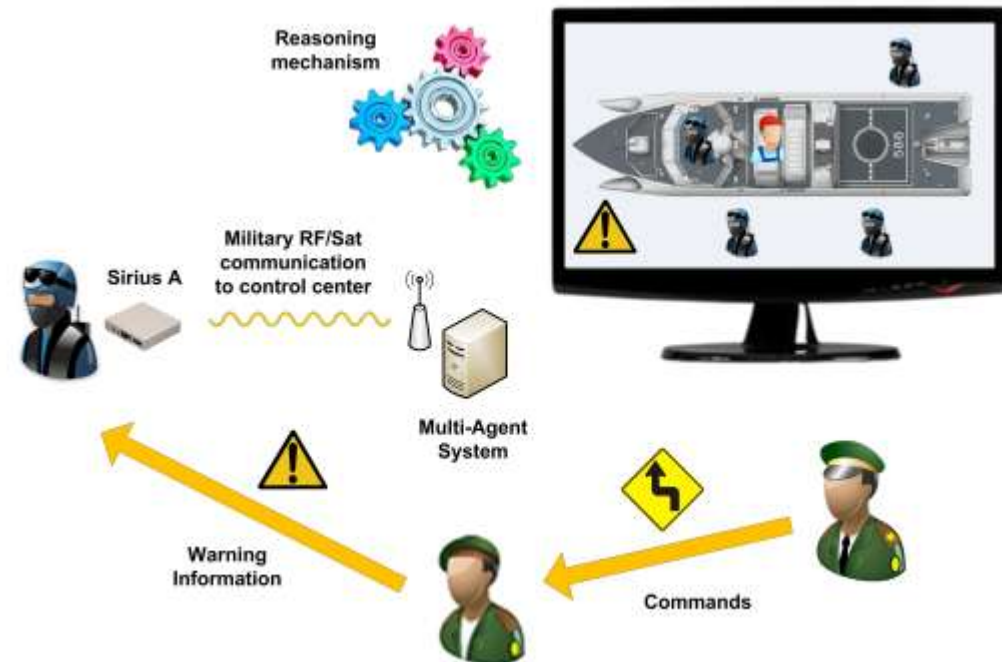 Reasoning
mechanism
Military RF/Sat
communication
to control center
Sirius A
Multi-Agent
System
Warning
Information
Commands